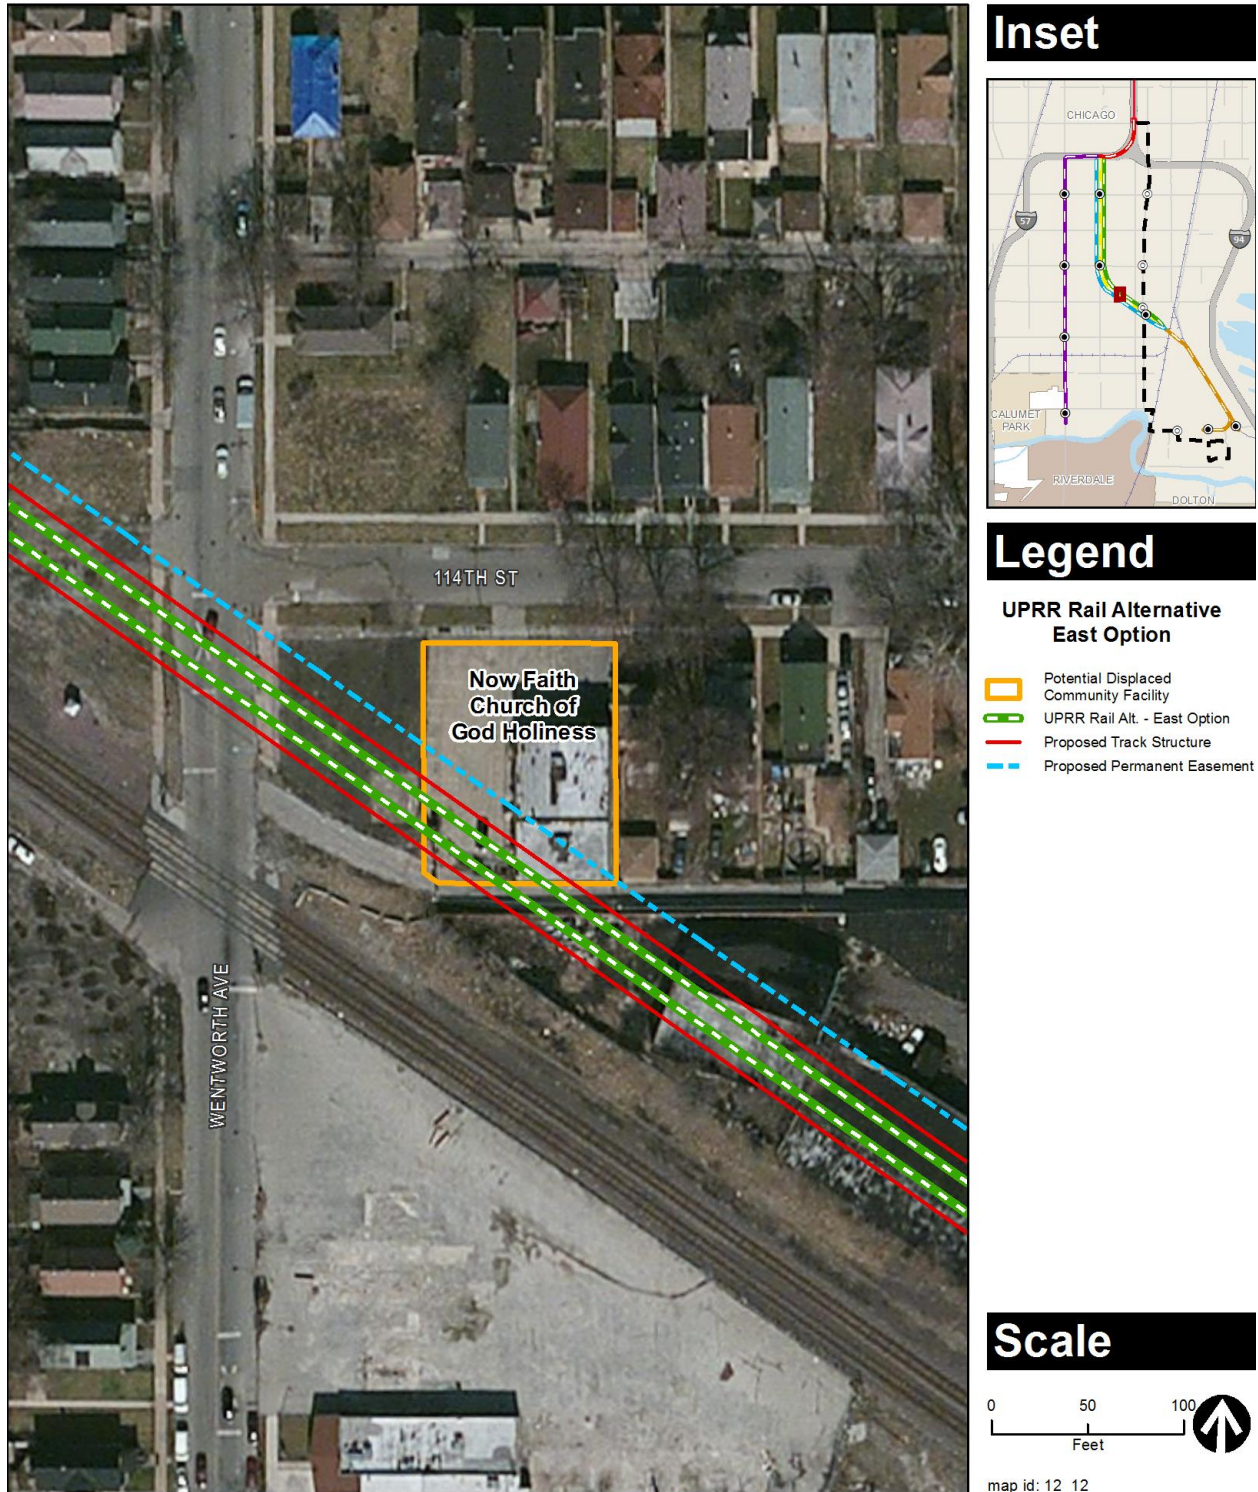 114TH ST
Now Faith
Church of
God Holiness
WENTWORTH AVE
Inset
CHICAGO
57
94
CALUMET
PARK
RIVERDALE
DOLTON
Legend
UPRR Rail Alternative
East Option
Potential Displaced
Community Facility
UPRR Rail Alt. - East Option
Proposed Track Structure
Proposed Permanent Easement
Scale
0 50 100
Feet
map id: 12_12